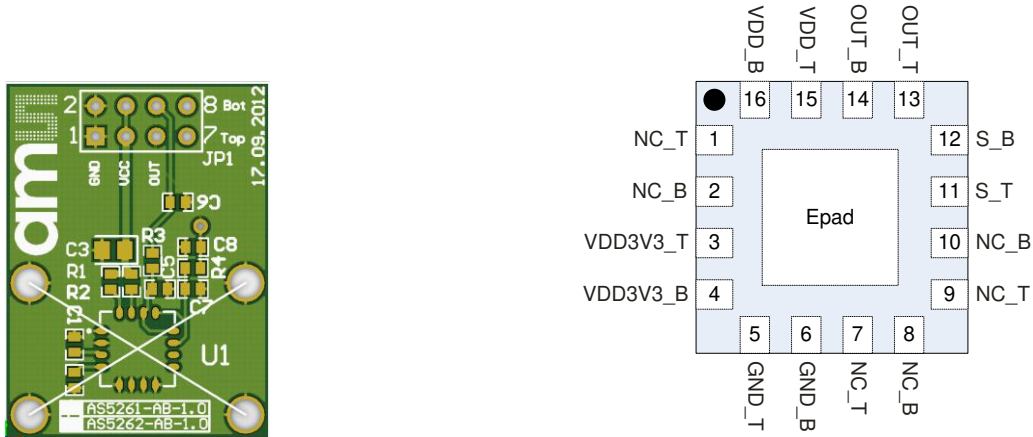 ams
17.09.2012
2
8 Bot
1
7 Top
JP1
GND
VCC
OUT
C6
R3
C3
C8
R1
C5
R4
R2
C7
C1
U1
AS5261-AB-1.0
AS5262-AB-1.0
VDD_B
VDD_T
OUT_B
OUT_T
16
15
14
13
NC_T 1
12 S_B
NC_B 2
11 S_T
Epad
VDD3V3_T 3
10 NC_B
VDD3V3_B 4
9 NC_T
5
6
7
8
GND_T
GND_B
NC_T
NC_B